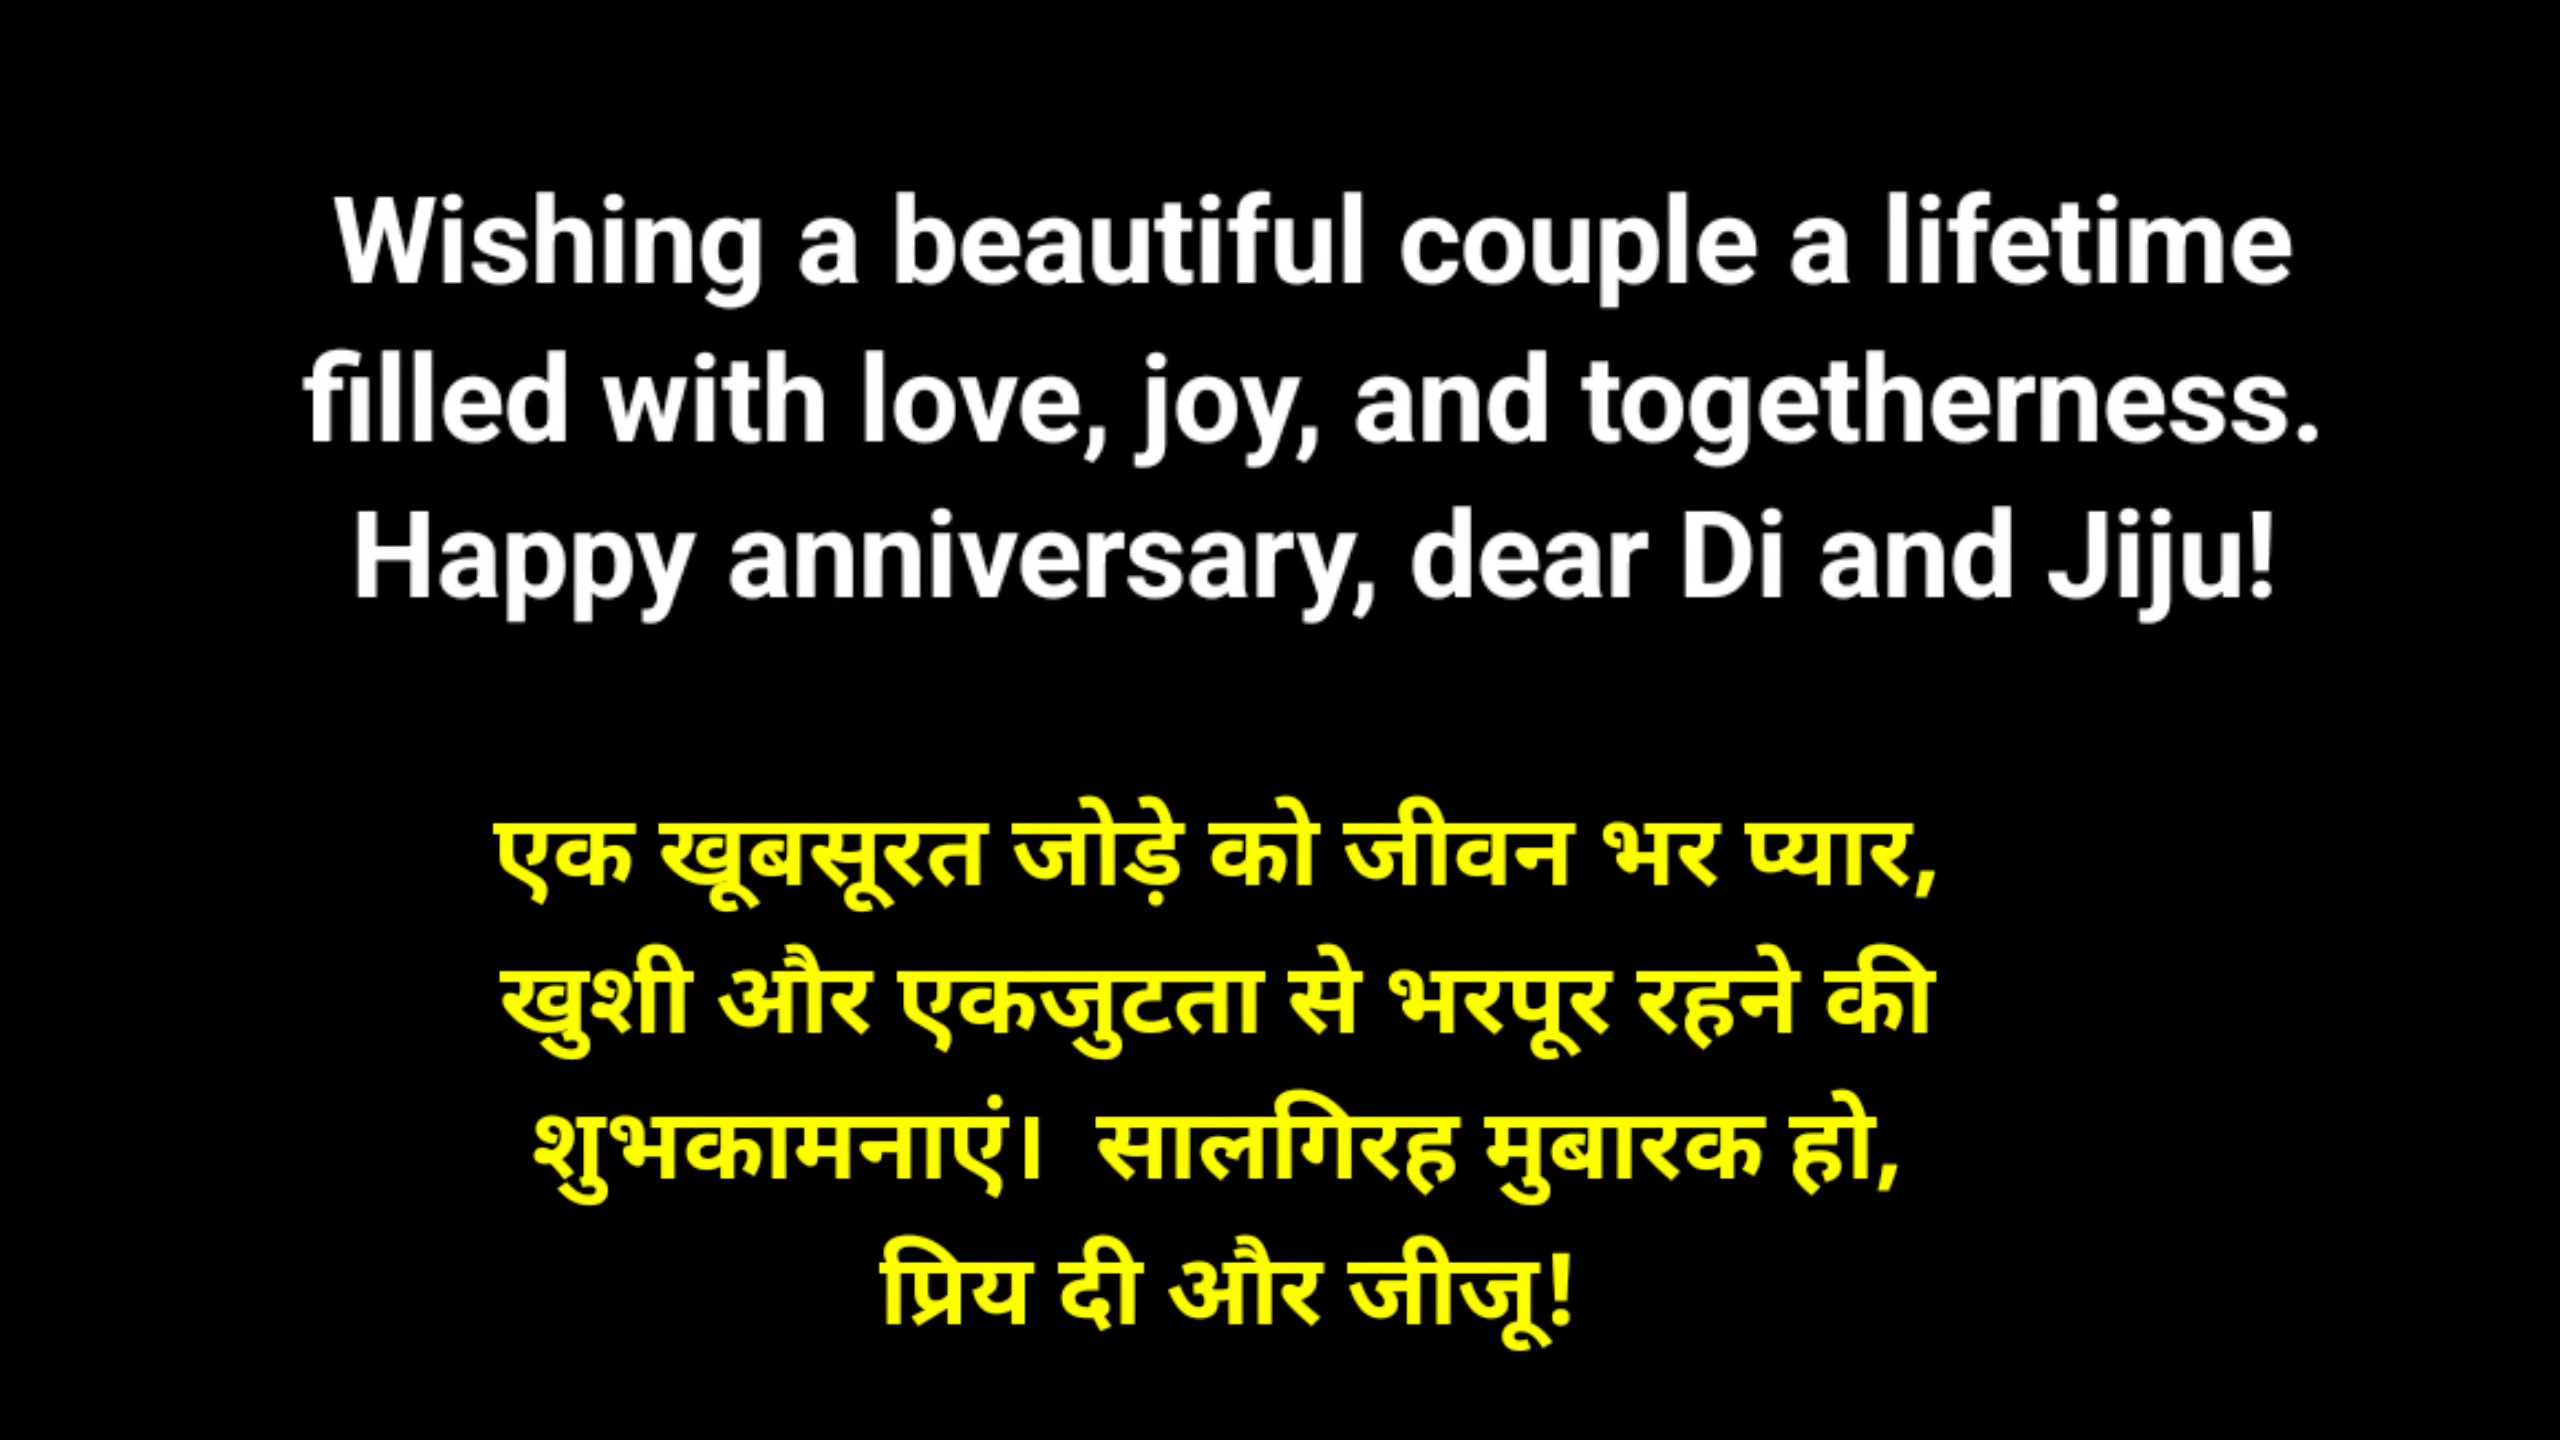 Wishing a beautiful couple a lifetime
filled with love, joy, and togetherness.
Happy anniversary, dear Di and Jiju!
एक खूबसूरत जोड़े को जीवन भर प्यार,
खुशी और एकजुटता से भरपूर रहने की
शुभकामनाएं।  सालगिरह मुबारक हो,
प्रिय दी और जीजू!